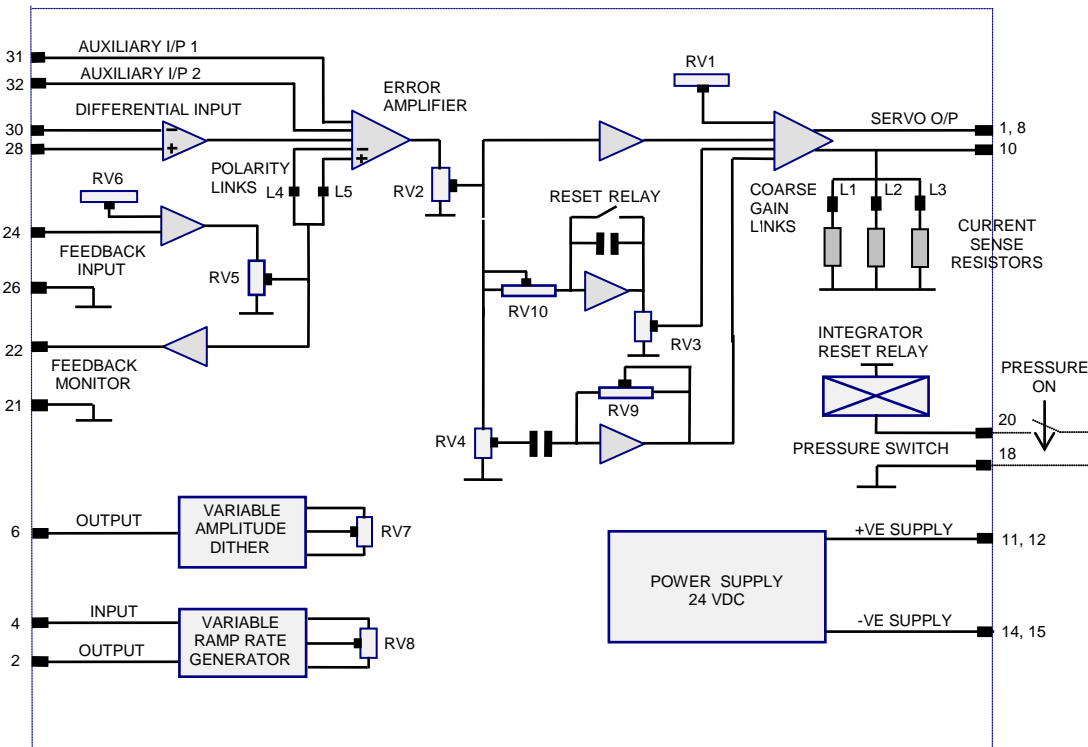 31
AUXILIARY I/P 1
32
AUXILIARY I/P 2
30
DIFFERENTIAL INPUT
28
−
+
ERROR
AMPLIFIER
−
+
POLARITY
LINKS
L4
L5
RV6
24
FEEDBACK
INPUT
RV5
26
22
FEEDBACK
MONITOR
21
RV2
RV1
SERVO O/P
1, 8
10
COARSE
GAIN
LINKS
L1
L2
L3
CURRENT
SENSE
RESISTORS
RESET RELAY
RV10
RV3
RV9
RV4
INTEGRATOR
RESET RELAY
PRESSURE
ON
20
PRESSURE SWITCH
18
6
OUTPUT
VARIABLE
AMPLITUDE
DITHER
RV7
4
INPUT
2
OUTPUT
VARIABLE
RAMP RATE
GENERATOR
RV8
POWER SUPPLY
24 VDC
+VE SUPPLY
11, 12
-VE SUPPLY
14, 15